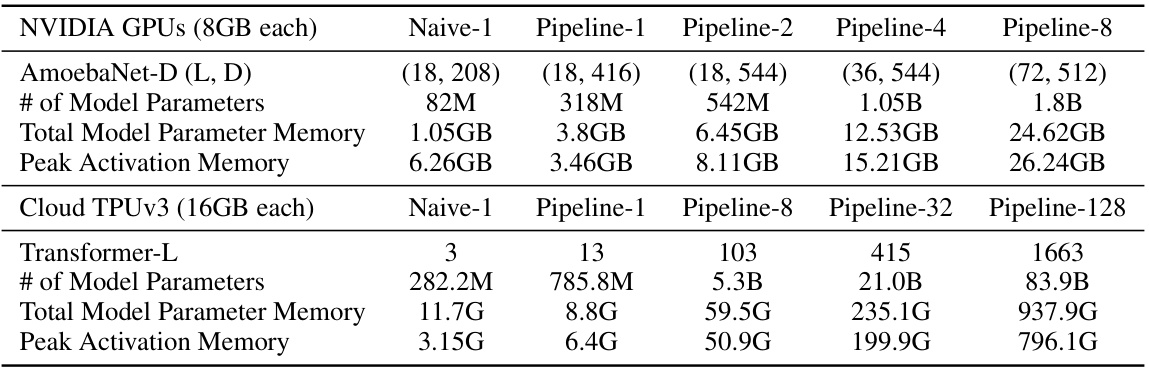 NVIDIA GPUs (8GB each) Naive-1 Pipeline-1 Pipeline-2 Pipeline-4 Pipeline-8
AmoebaNet-D (L, D) (18, 208) (18, 416) (18, 544) (36, 544) (72, 512)
# of Model Parameters 82M 318M 542M 1.05B 1.8B
Total Model Parameter Memory 1.05GB 3.8GB 6.45GB 12.53GB 24.62GB
Peak Activation Memory 6.26GB 3.46GB 8.11GB 15.21GB 26.24GB
Cloud TPUv3 (16GB each) Naive-1 Pipeline-1 Pipeline-8 Pipeline-32 Pipeline-128
Transformer-L 3 13 103 415 1663
# of Model Parameters 282.2M 785.8M 5.3B 21.0B 83.9B
Total Model Parameter Memory 11.7G 8.8G 59.5G 235.1G 937.9G
Peak Activation Memory 3.15G 6.4G 50.9G 199.9G 796.1G